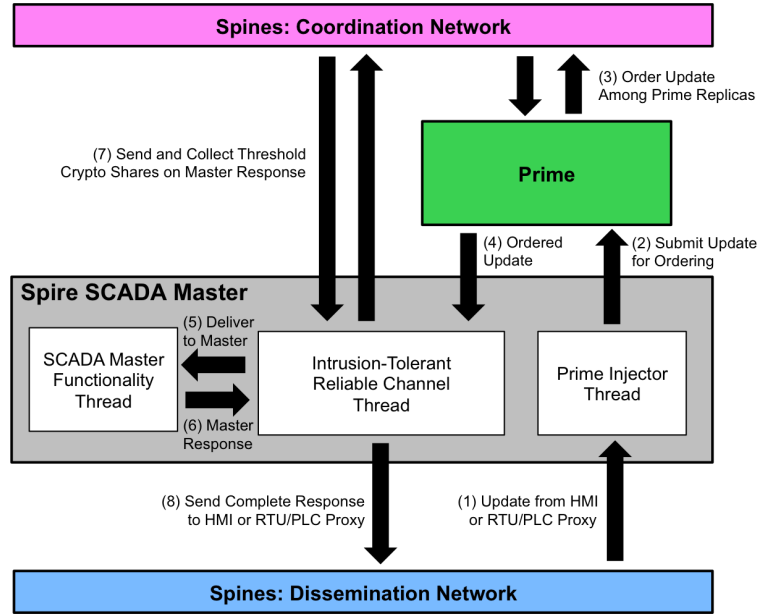 Spines: Coordination Network
(3) Order Update
Among Prime Replicas
(7) Send and Collect Threshold
Crypto Shares on Master Response
Prime
(4) Ordered
Update
(2) Submit Update
for Ordering
Spire SCADA Master
(5) Deliver
to Master
SCADA Master
Functionality
Thread
Intrusion-Tolerant
Reliable Channel
Thread
Prime Injector
Thread
(6) Master
Response
(8) Send Complete Response
to HMI or RTU/PLC Proxy
(1) Update from HMI
or RTU/PLC Proxy
Spines: Dissemination Network